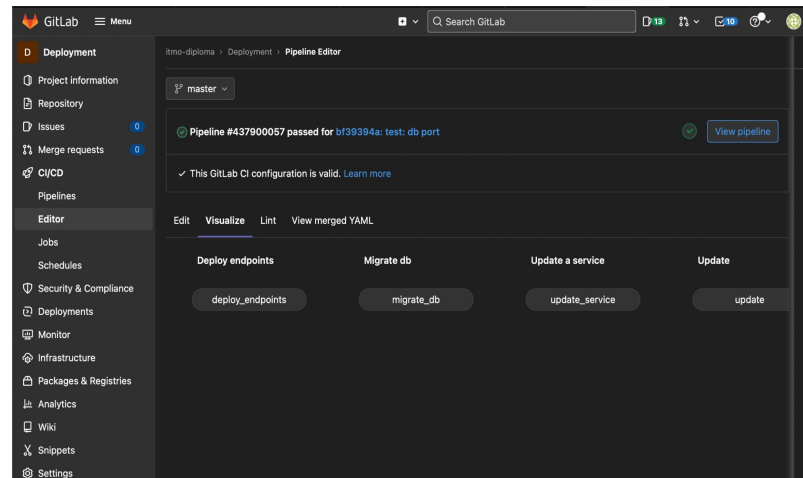 GitLab Menu Search GitLab 13 10
D Deployment
itmo-diploma > Deployment > Pipeline Editor
Project information
master
Repository
Issues 0
Pipeline #437900057 passed for bf39394a: test: db port View pipeline
Merge requests 0
CI/CD
This GitLab CI configuration is valid. Learn more
Pipelines
Editor
Edit Visualize Lint View merged YAML
Jobs
Schedules
Deploy endpoints Migrate db Update a service Update
Security & Compliance
deploy_endpoints migrate_db update_service update
Deployments
Monitor
Infrastructure
Packages & Registries
Analytics
Wiki
Snippets
Settings